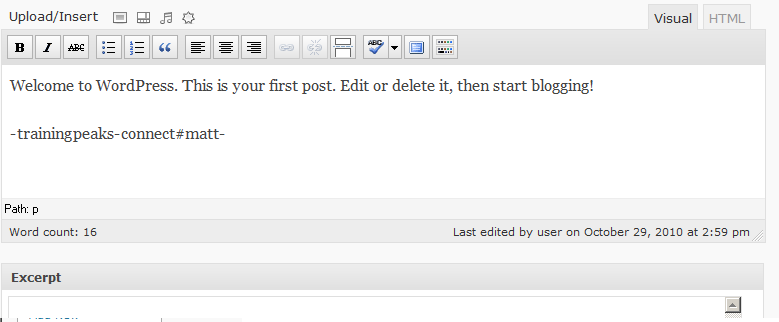 Upload/Insert
Visual
HTML
B I ABC
ABC
Welcome to WordPress. This is your first post. Edit or delete it, then start blogging!
-trainingpeaks-connect#matt-
Path: p
Word count: 16
Last edited by user on October 29, 2010 at 2:59 pm
Excerpt